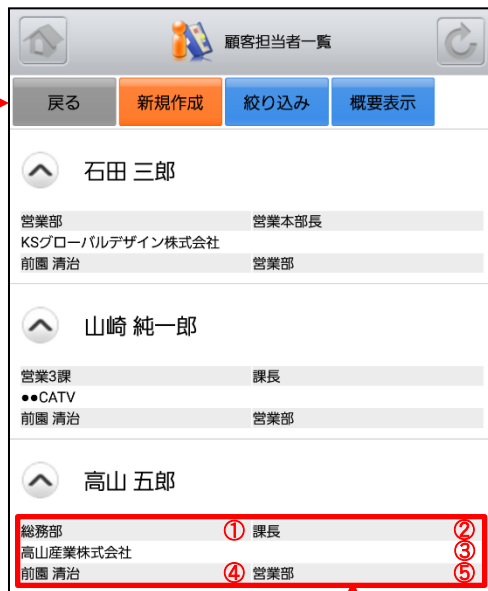 顧客担当者一覧
戻る 新規作成 絞り込み 概要表示
石田 三郎
営業部 営業本部長
KSグローバルデザイン株式会社
前園 清治 営業部
山崎 純一郎
営業3課 課長
●●CATV
前園 清治 営業部
高山 五郎
総務部 ① 課長 ②
高山産業株式会社 ③
前園 清治 ④ 営業部 ⑤